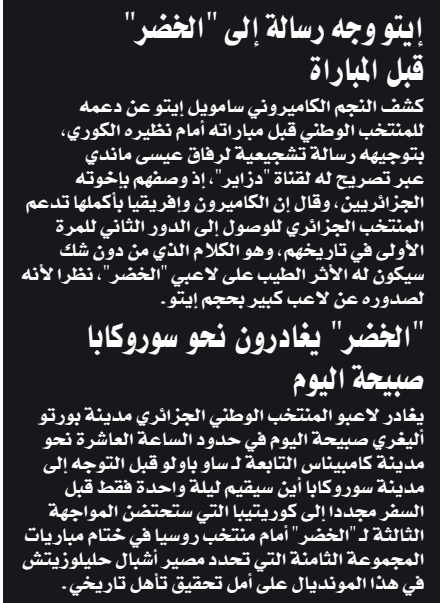 إيتو وجه رسالة إلى "الخضر"
قبل المباراة
كشف النجم الكاميروني سامويل إيتو عن دعمه
للمنتخب الوطني قبل مباراته أمام نظيره الكوري،
بتوجيهه رسالة تشجيعية لرفاق عيسى ماندي
عبر تصريح له لقناة "دزاير"، إذ وصفهم بإخوته
الجزائريين، وقال إن الكاميرون وإفريقيا بأكملها تدعم
المنتخب الجزائري للوصول إلى الدور الثاني للمرة
الأولى في تاريخهم، وهو الكلام الذي من دون شك
سيكون له الأثر الطيب على لاعبي "الخضر"، نظرا لأنه
لصدوره عن لاعب كبير بحجم إيتو.
"الخضر" يغادرون نحو سوروكابا
صبيحة اليوم
يغادر لاعبو المنتخب الوطني الجزائري مدينة بورتو
أليغري صبيحة اليوم في حدود الساعة العاشرة نحو
مدينة كامبيناس التابعة لـ ساو باولو قبل التوجه إلى
مدينة سوروكابا أين سيقيم ليلة واحدة فقط قبل
السفر مجددا إلى كوريتيبا التي ستحتضن المواجهة
الثالثة لـ "الخضر" أمام منتخب روسيا في ختام مباريات
المجموعة الثامنة التي تحدد مصير أشبال حليلوزيتش
في هذا المونديال على أمل تحقيق تأهل تاريخي.